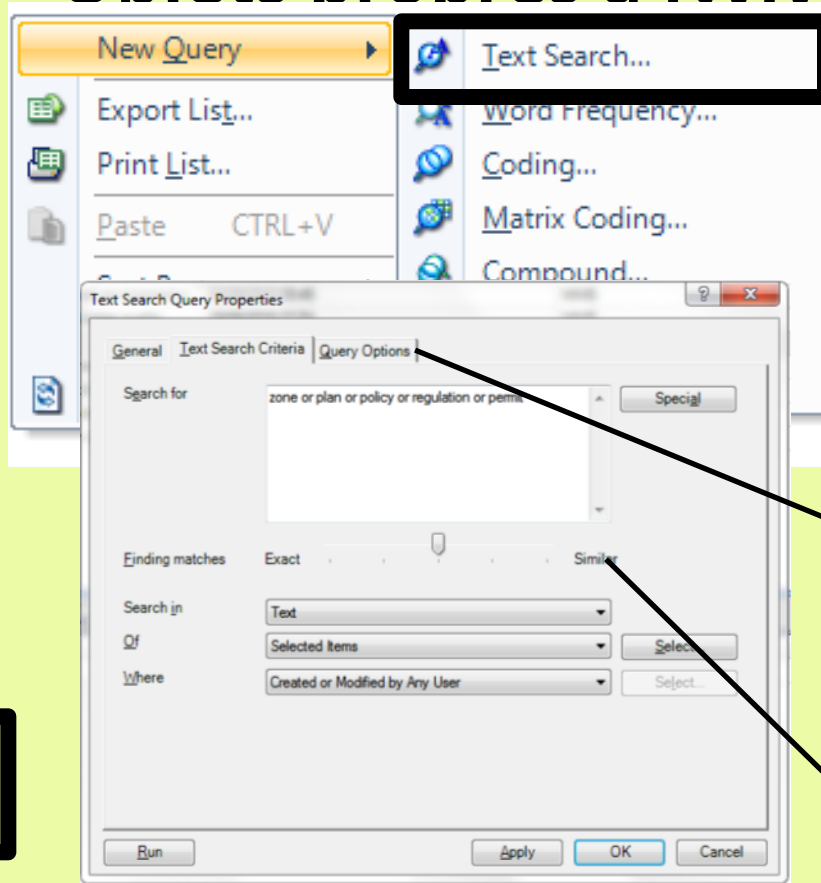 New Query
Text Search...
Export List...
Word Frequency...
Print List...
Coding...
Paste CTRL+V
Matrix Coding...
Compound...
Text Search Query Properties
General Text Search Criteria Query Options
Search for
zone or plan or policy or regulation or permit
Special
Finding matches Exact Similar
Search in Text
Of Selected Items Select...
Where Created or Modified by Any User Select...
Run Apply OK Cancel